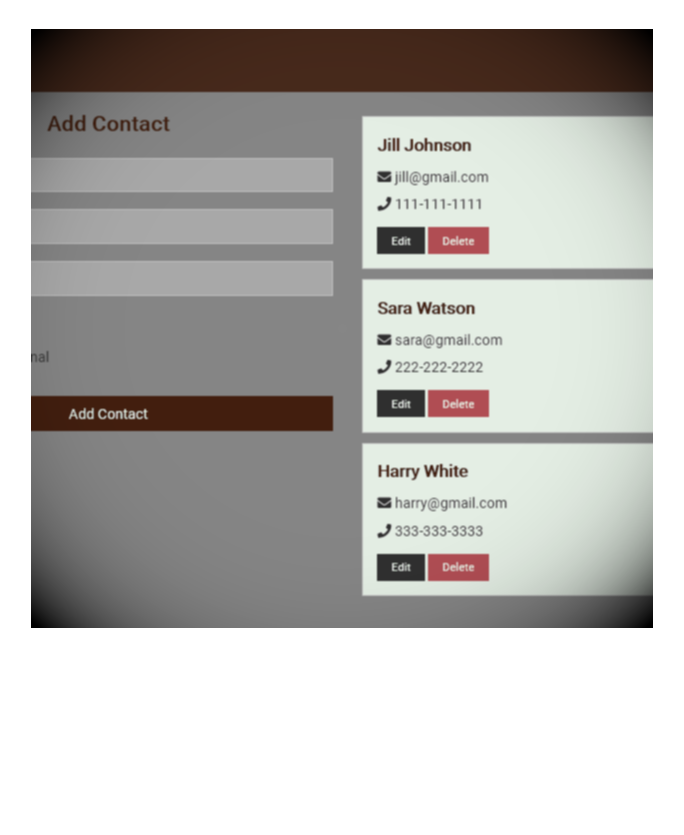 Add Contact
nal
Add Contact
Jill Johnson
jill@gmail.com
111-111-1111
Edit Delete
Sara Watson
sara@gmail.com
222-222-2222
Edit Delete
Harry White
harry@gmail.com
333-333-3333
Edit Delete